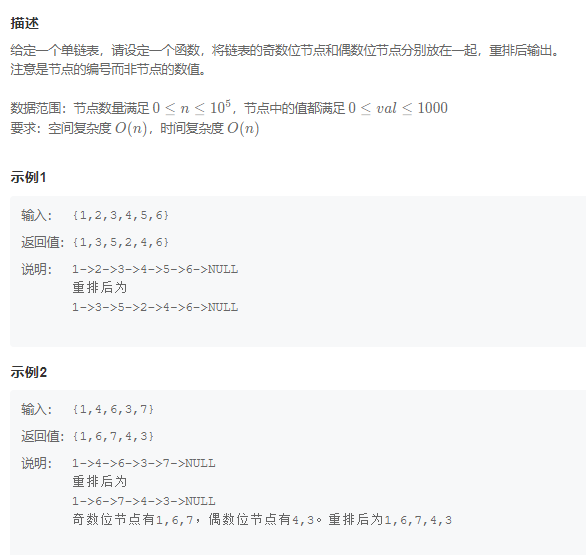 描述
给定一个单链表，请设定一个函数，将链表的奇数位节点和偶数位节点分别放在一起，重排后输出。
注意是节点的编号而非节点的数值。
数据范围：节点数量满足 0 ≤ n ≤ 10⁵，节点中的值都满足 0 ≤ val ≤ 1000
要求：空间复杂度 O(n)，时间复杂度 O(n)
示例1
输入： {1,2,3,4,5,6}
返回值：{1,3,5,2,4,6}
说明： 1->2->3->4->5->6->NULL
重排后为
1->3->5->2->4->6->NULL
示例2
输入： {1,4,6,3,7}
返回值：{1,6,7,4,3}
说明： 1->4->6->3->7->NULL
重排后为
1->6->7->4->3->NULL
奇数位节点有1,6,7，偶数位节点有4,3。重排后为1,6,7,4,3